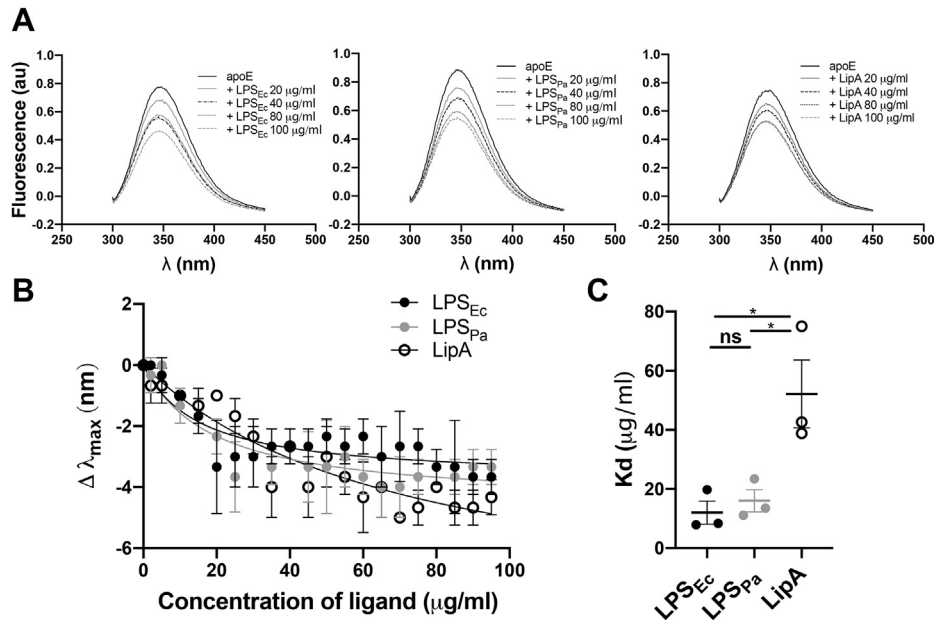 A
Fluorescence (au)
1.0
0.8
0.6
0.4
0.2
0.0
-0.2
250
300
350
400
450
500
λ (nm)
apoE
+ LPSEc 20 μg/ml
+ LPSEc 40 μg/ml
+ LPSEc 80 μg/ml
+ LPSEc 100 μg/ml
1.0
0.8
0.6
0.4
0.2
0.0
-0.2
250
300
350
400
450
500
λ (nm)
apoE
+ LPSPa 20 μg/ml
+ LPSPa 40 μg/ml
+ LPSPa 80 μg/ml
+ LPSPa 100 μg/ml
1.0
0.8
0.6
0.4
0.2
0.0
-0.2
250
300
350
400
450
500
λ (nm)
apoE
+ LipA 20 μg/ml
+ LipA 40 μg/ml
+ LipA 80 μg/ml
+ LipA 100 μg/ml
B
Δ λmax (nm)
2
0
-2
-4
-6
0
20
40
60
80
100
Concentration of ligand (μg/ml)
LPSEc
LPSPa
LipA
C
Kd (μg/ml)
80
60
40
20
0
*
*
ns
LPSEc
LPSPa
LipA